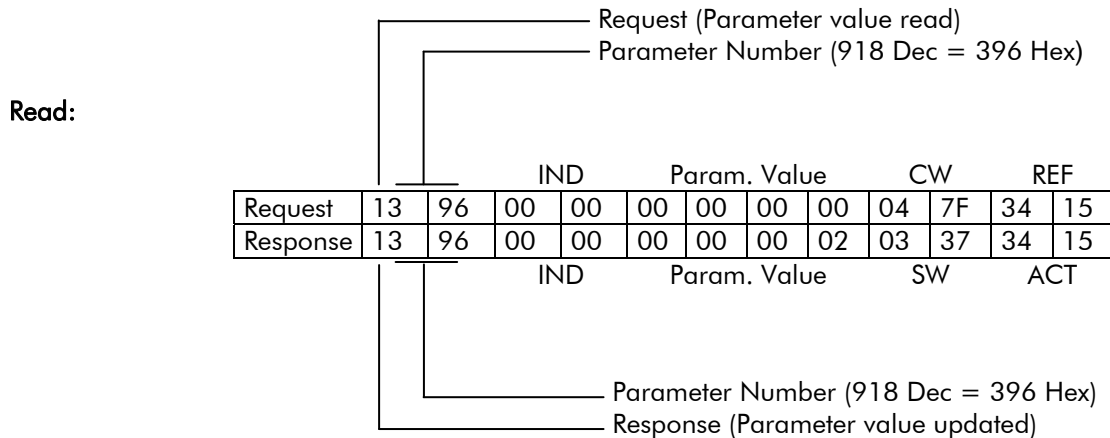 Request (Parameter value read)
Parameter Number (918 Dec = 396 Hex)
Read:
IND Param. Value CW REF
Request 13 96 00 00 00 00 00 00 04 7F 34 15
Response 13 96 00 00 00 00 00 02 03 37 34 15
IND Param. Value SW ACT
Parameter Number (918 Dec = 396 Hex)
Response (Parameter value updated)